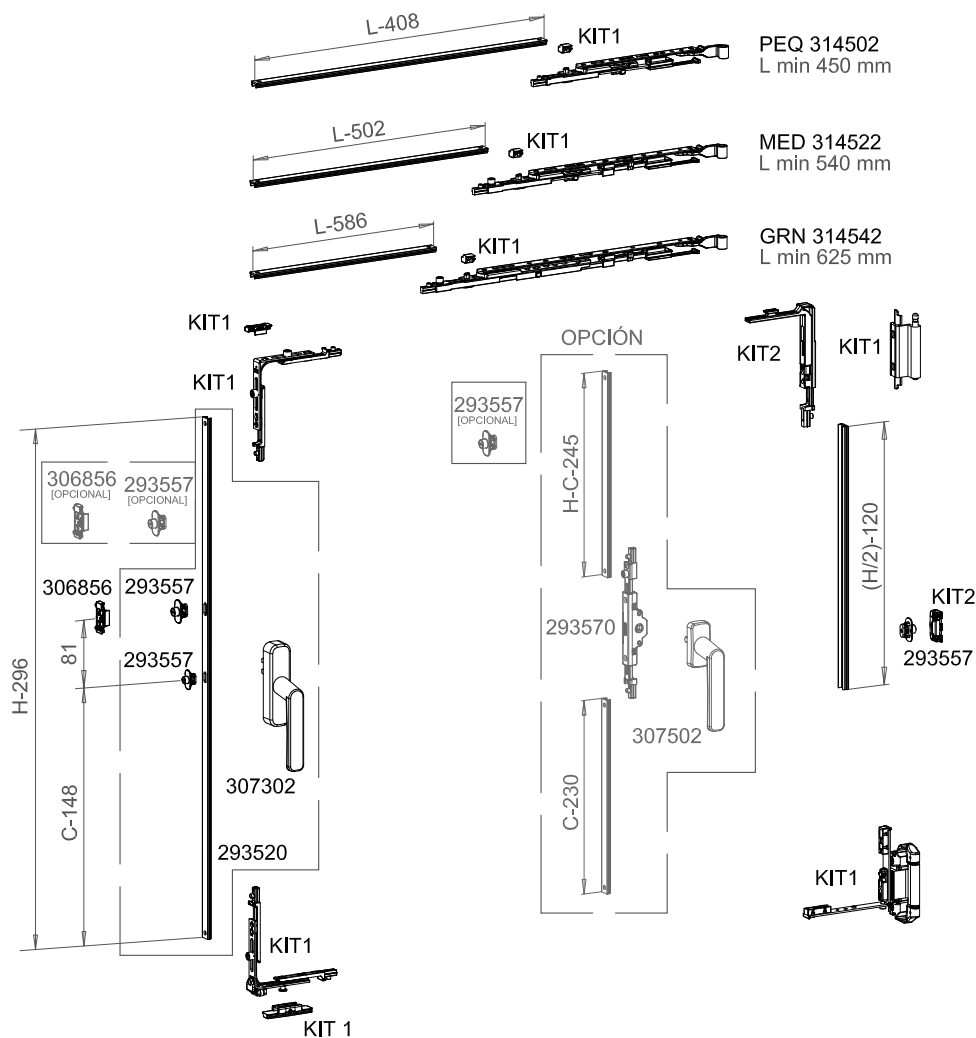 L-408
KIT1
PEQ 314502
L min 450 mm
L-502
KIT1
MED 314522
L min 540 mm
L-586
KIT1
GRN 314542
L min 625 mm
KIT1
KIT1
OPCIÓN
KIT2
KIT1
293557
[OPCIONAL]
H-C-245
306856
[OPCIONAL]
293557
[OPCIONAL]
(H/2)-120
306856
293557
293570
KIT2
293557
81
293557
H-296
307502
307302
C-148
C-230
293520
KIT1
KIT1
KIT 1